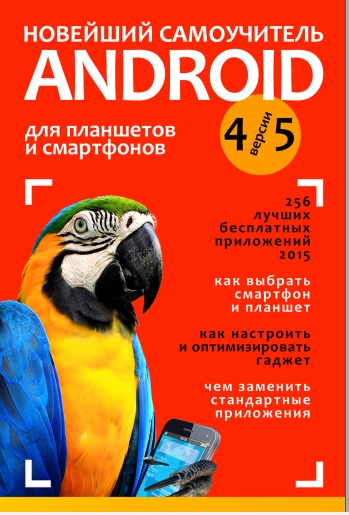 НОВЕЙШИЙ САМОУЧИТЕЛЬ
ANDROID
для планшетов
и смартфонов
4 версии 5
256
лучших
бесплатных
приложений
2015
как выбрать
смартфон
и планшет
как настроить
и оптимизировать
гаджет
чем заменить
стандартные
приложения